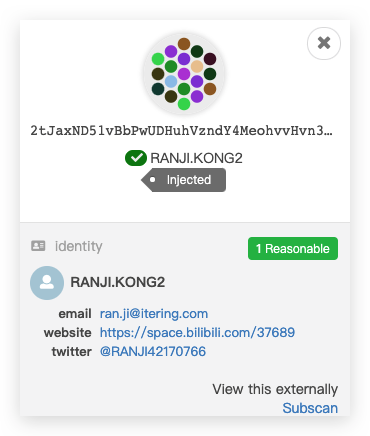 2tJaxND51vBbPwUDHuhVzndY4MeohvvHvn3...
RANJI.KONG2
Injected
identity
1 Reasonable
RANJI.KONG2
email ran.ji@itering.com
website https://space.bilibili.com/37689
twitter @RANJI42170766
View this externally
Subscan